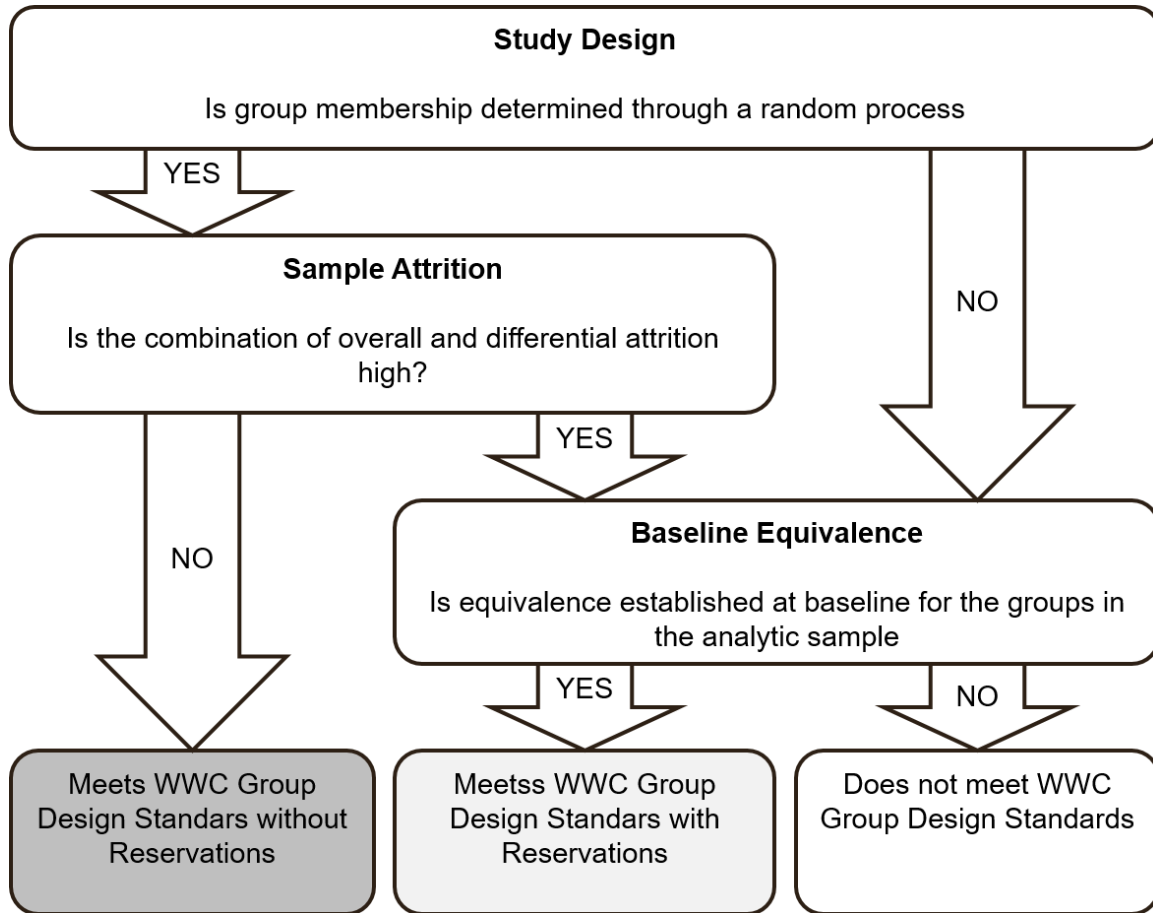 Study Design
Is group membership determined through a random process
YES
NO
Sample Attrition
Is the combination of overall and differential attrition
high?
NO
YES
Baseline Equivalence
Is equivalence established at baseline for the groups in
the analytic sample
YES
NO
Meets WWC Group
Design Standars without
Reservations
Meetss WWC Group
Design Standars with
Reservations
Does not meet WWC
Group Design Standards